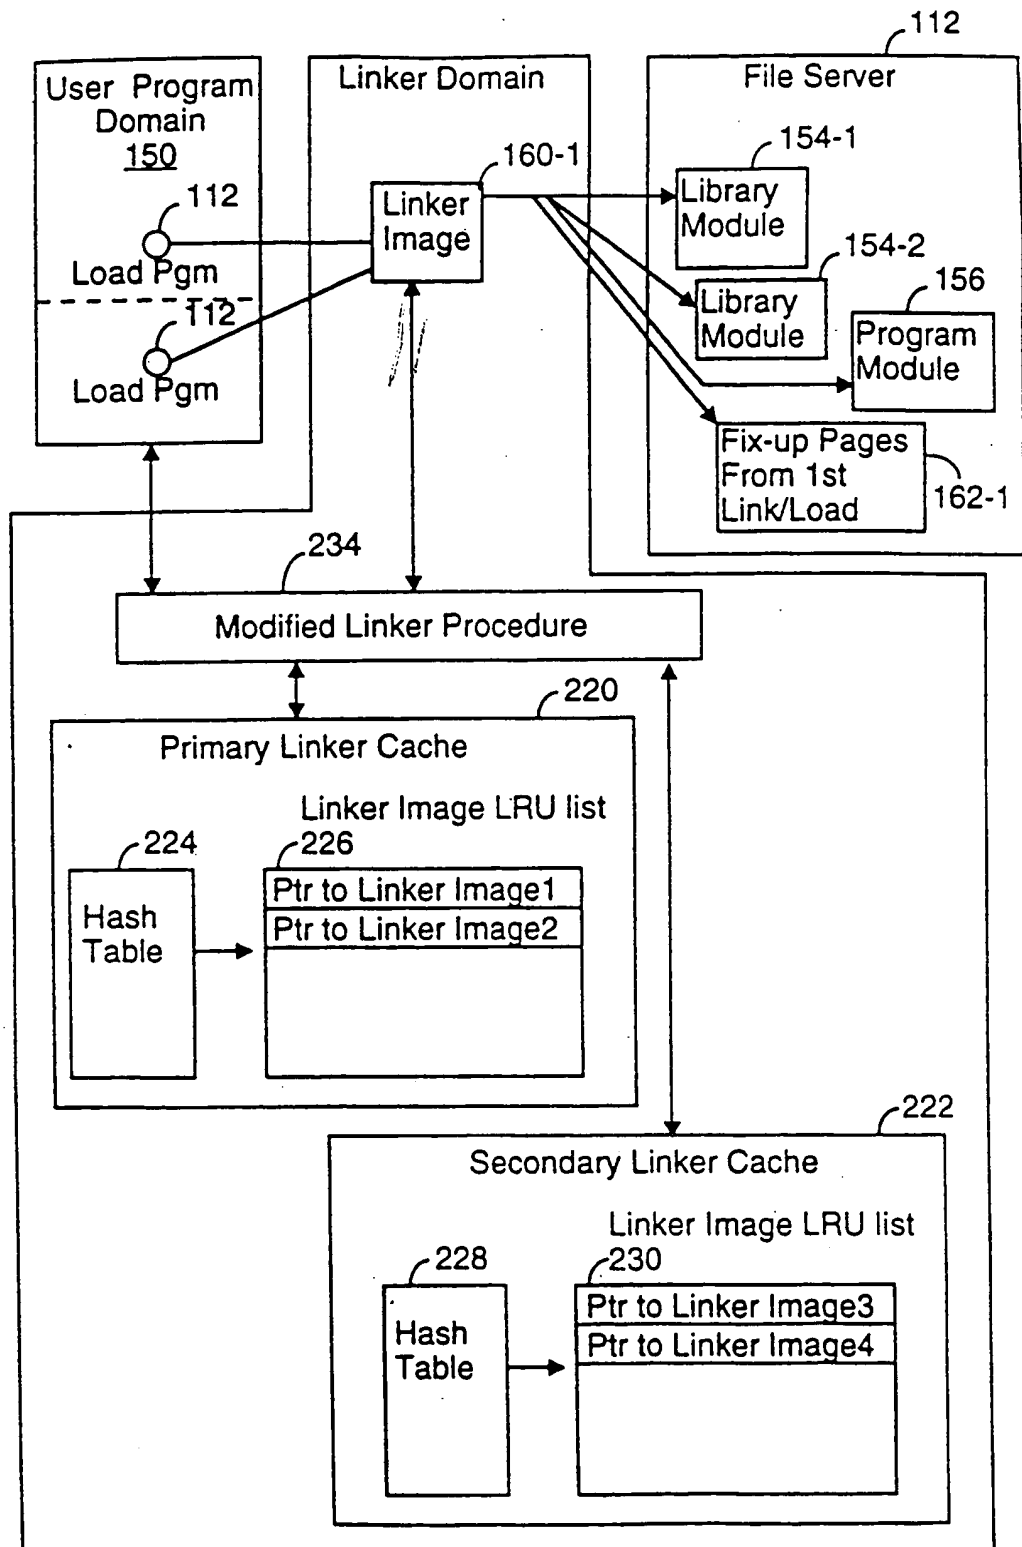 112
User Program
Domain
150
Linker Domain
File Server
160-1
154-1
Linker
Image
Library
Module
112
Load Pgm
154-2
156
Library
Module
Program
Module
112
Load Pgm
Fix-up Pages
From 1st
Link/Load
162-1
234
Modified Linker Procedure
220
Primary Linker Cache
Linker Image LRU list
224
226
Hash
Table
Ptr to Linker Image1
Ptr to Linker Image2
222
Secondary Linker Cache
Linker Image LRU list
228
230
Hash
Table
Ptr to Linker Image3
Ptr to Linker Image4